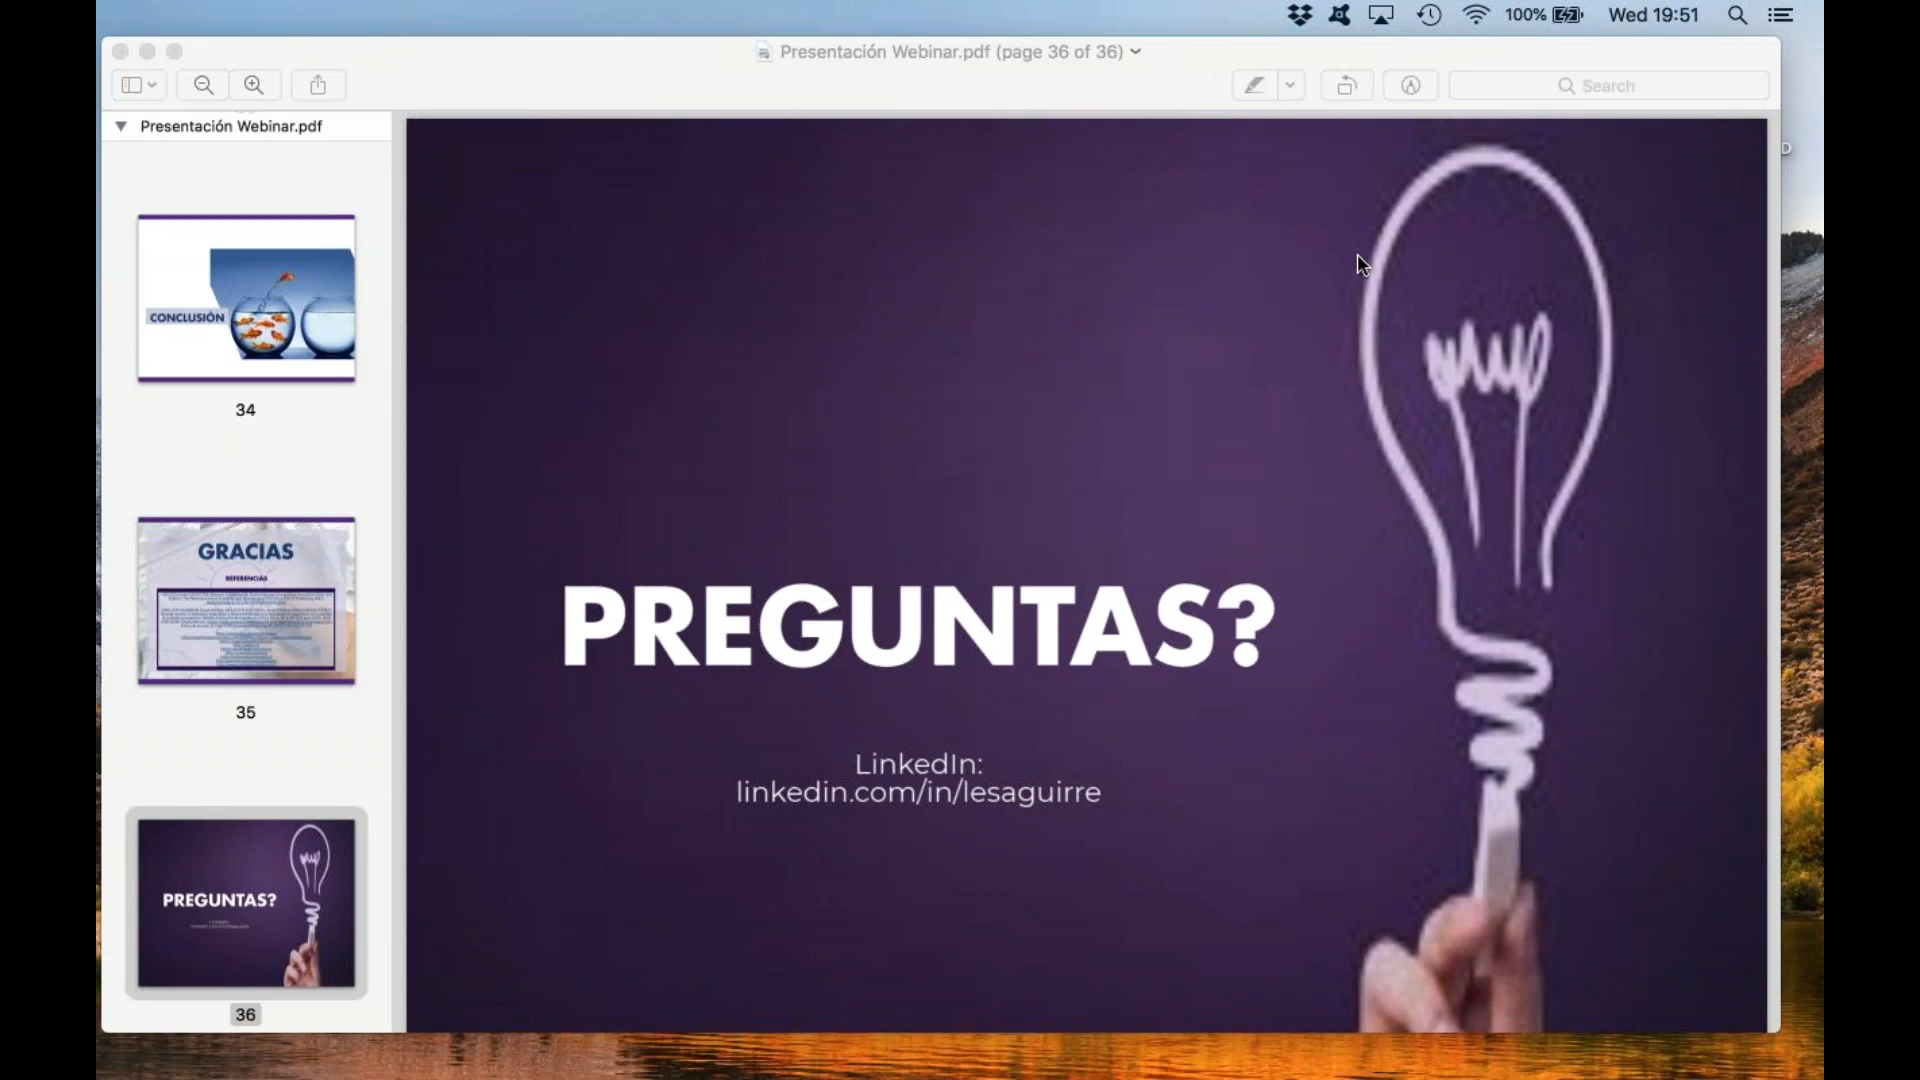 100%
Wed 19:51
Presentación Webinar.pdf (page 36 of 36)
Search
Presentación Webinar.pdf
CONCLUSIÓN
34
GRACIAS
REFERENCIAS
35
PREGUNTAS?
36
PREGUNTAS?
LinkedIn:
linkedin.com/in/lesaguirre